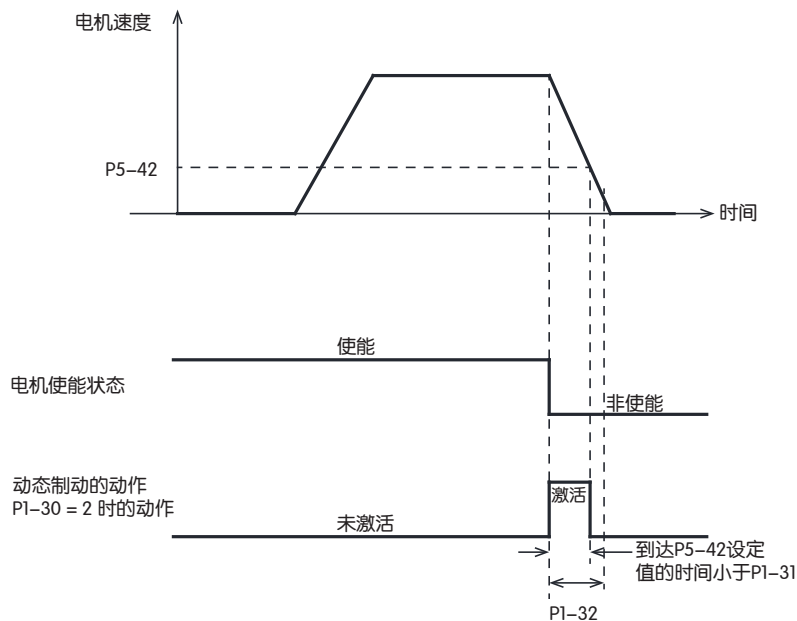 电机速度
P5-42
时间
使能
电机使能状态
非使能
动态制动的动作
P1-30 = 2 时的动作
激活
未激活
到达P5-42设定
值的时间小于P1-31
P1-32